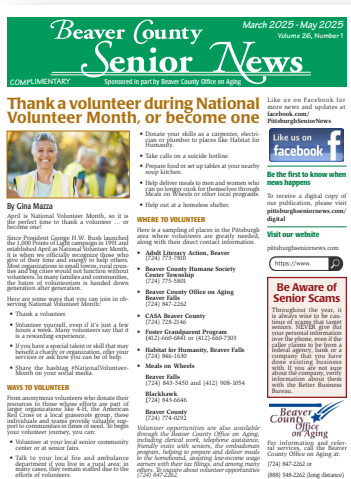 Beaver County
Senior News
March 2025 - May 2025
Volume 26, Number 1
COMPLIMENTARY
Sponsored in part by Beaver County Office on Aging
Thank a volunteer during National
Volunteer Month, or become one
By Gina Mazza
April is National Volunteer Month, so it is
the perfect time to thank a volunteer … or
become one!
Since President George H.W. Bush launched
the 1,000 Points of Light campaign in 1991 and
established April as National Volunteer Month,
it is when we officially recognize those who
give of their time and energy to help others.
Most organizations in small towns, rural coun-
ties and big cities would not function without
volunteers. In many families and communities,
the baton of volunteerism is handed down
generation after generation.
Here are some ways that you can join in ob-
serving National Volunteer Month:
• Thank a volunteer.
• Volunteer yourself, even if it's just a few
hours a week. Many volunteers say that it
is a rewarding experience.
• If you have a special talent or skill that may
benefit a charity or organization, offer your
services or ask how you can be of help.
• Share the hashtag #NationalVolunteer-
Month on your social media.
WAYS TO VOLUNTEER
From anonymous volunteers who donate their
resources to those whose efforts are part of
larger organizations like 4-H, the American
Red Cross or a local grassroots group, these
individuals and teams provide valuable sup-
port to communities in times of need. To begin
your volunteer journey, you can:
• Volunteer at your local senior community
center or at senior fairs.
• Talk to your local fire and ambulance
department if you live in a rural area; in
many cases, they remain staffed due to the
efforts of volunteers.
• Donate your skills as a carpenter, electri-
cian or plumber to places like Habitat for
Humanity.
• Take calls on a suicide hotline.
• Prepare food or set up tables at your nearby
soup kitchen.
• Help deliver meals to men and women who
can no longer cook for themselves through
Meals on Wheels or other local programs.
• Help out at a homeless shelter.
WHERE TO VOLUNTEER
Here is a sampling of places in the Pittsburgh
area where volunteers are greatly needed,
along with their direct contact information.
• Adult Literacy Action, Beaver
(724) 773-7810
• Beaver County Humane Society
Center Township
(724) 775-5801
• Beaver County Office on Aging
Beaver Falls
(724) 847-2262
• CASA Beaver County
(724) 728-2046
• Foster Grandparent Program
(412)-660-6841 or (412)-660-7303
• Habitat for Humanity, Beaver Falls
(724) 846-1630
• Meals on Wheels
Beaver Falls
(724) 843-5450 and (412) 908-1054
Blackhawk
(724) 843-6646
Beaver County
(724) 774-0292
Volunteer opportunities are also available
through the Beaver County Office on Aging,
including clerical work, telephone assistance,
friendly visits with seniors, the ombudsman
program, helping to prepare and deliver meals
to the homebound, assisting low-income wage
earners with their tax filings, and among many
others. To inquire about volunteer opportunities
(724) 847-2262.
Like us on Facebook for
more news and updates at
facebook.com/
PittsburghSeniorNews
Like us on
facebook
Be the first to know when
news happens
To receive a digital copy of
our publication, please visit
pittsburghseniornews.com/
digital
Visit our website
pittsburghseniornews.com
https://www.
Be Aware of
Senior Scams
Throughout the year, it
is always wise to be cau-
tious of scams that target
seniors. NEVER give out
your personal information
over the phone, even if the
caller claims to be from a
federal agency, bank or a
company that you have
done existing business
with. If you are not sure
about the company, verify
information about them
with the Better Business
Bureau.
Beaver
County
Office
on Aging
For information and refer-
ral services, call the Beaver
County Office on Aging at:
(724) 847-2262 or
(888) 548-2262 (long distance)